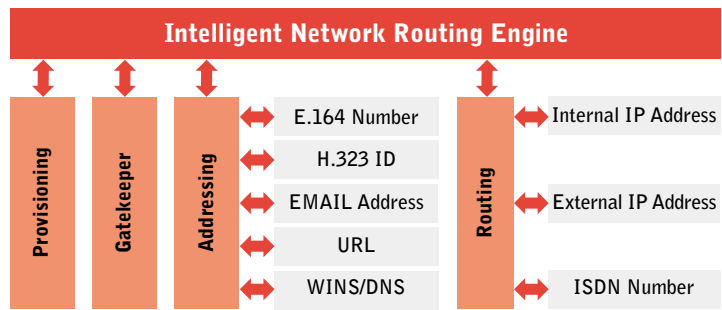 Intelligent Network Routing Engine
Provisioning
Gatekeeper
Addressing
E.164 Number
H.323 ID
EMAIL Address
URL
WINS/DNS
Routing
Internal IP Address
External IP Address
ISDN Number